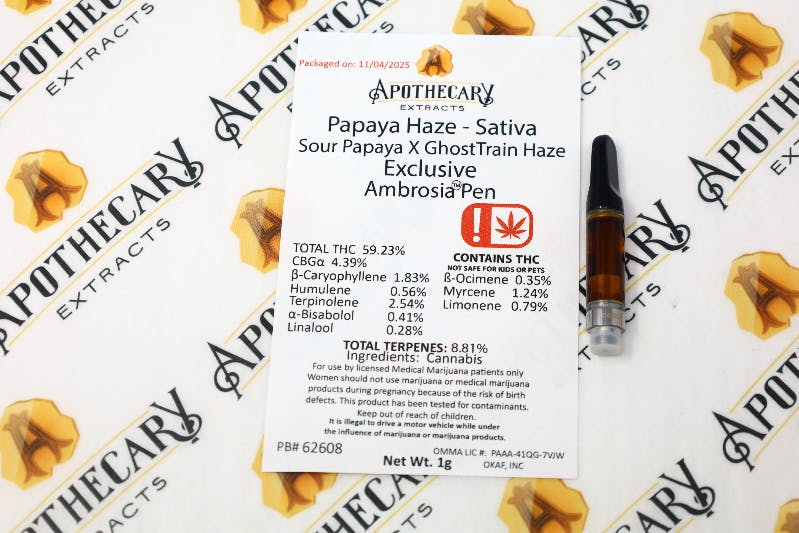 Packaged on: 11/04/2025
A
APOTHECARY
EXTRACTS
Papaya Haze - Sativa
Sour Papaya X GhostTrain Haze
Exclusive
Ambrosia™Pen
!
CONTAINS THC
NOT SAFE FOR KIDS OR PETS
TOTAL THC 59.23%
CBGα 4.39%
β-Caryophyllene 1.83%
Humulene 0.56%
Terpinolene 2.54%
α-Bisabolol 0.41%
Linalool 0.28%
ß-Ocimene 0.35%
Myrcene 1.24%
Limonene 0.79%
TOTAL TERPENES: 8.81%
Ingredients: Cannabis
For use by licensed Medical Marijuana patients only
Women should not use marijuana or medical marijuana
products during pregnancy because of the risk of birth
defects. This product has been tested for contaminants.
Keep out of reach of children.
It is illegal to drive a motor vehicle while under
the influence of marijuana or marijuana products.
PB# 62608
Net Wt. 1g
OMMA LIC #: PAAA-41QG-7VJW
OKAF, INC
APOTHECARY
EXTRACTS
APOTHECARY
EXTRACTS
APOTHECARY
EXTRACTS